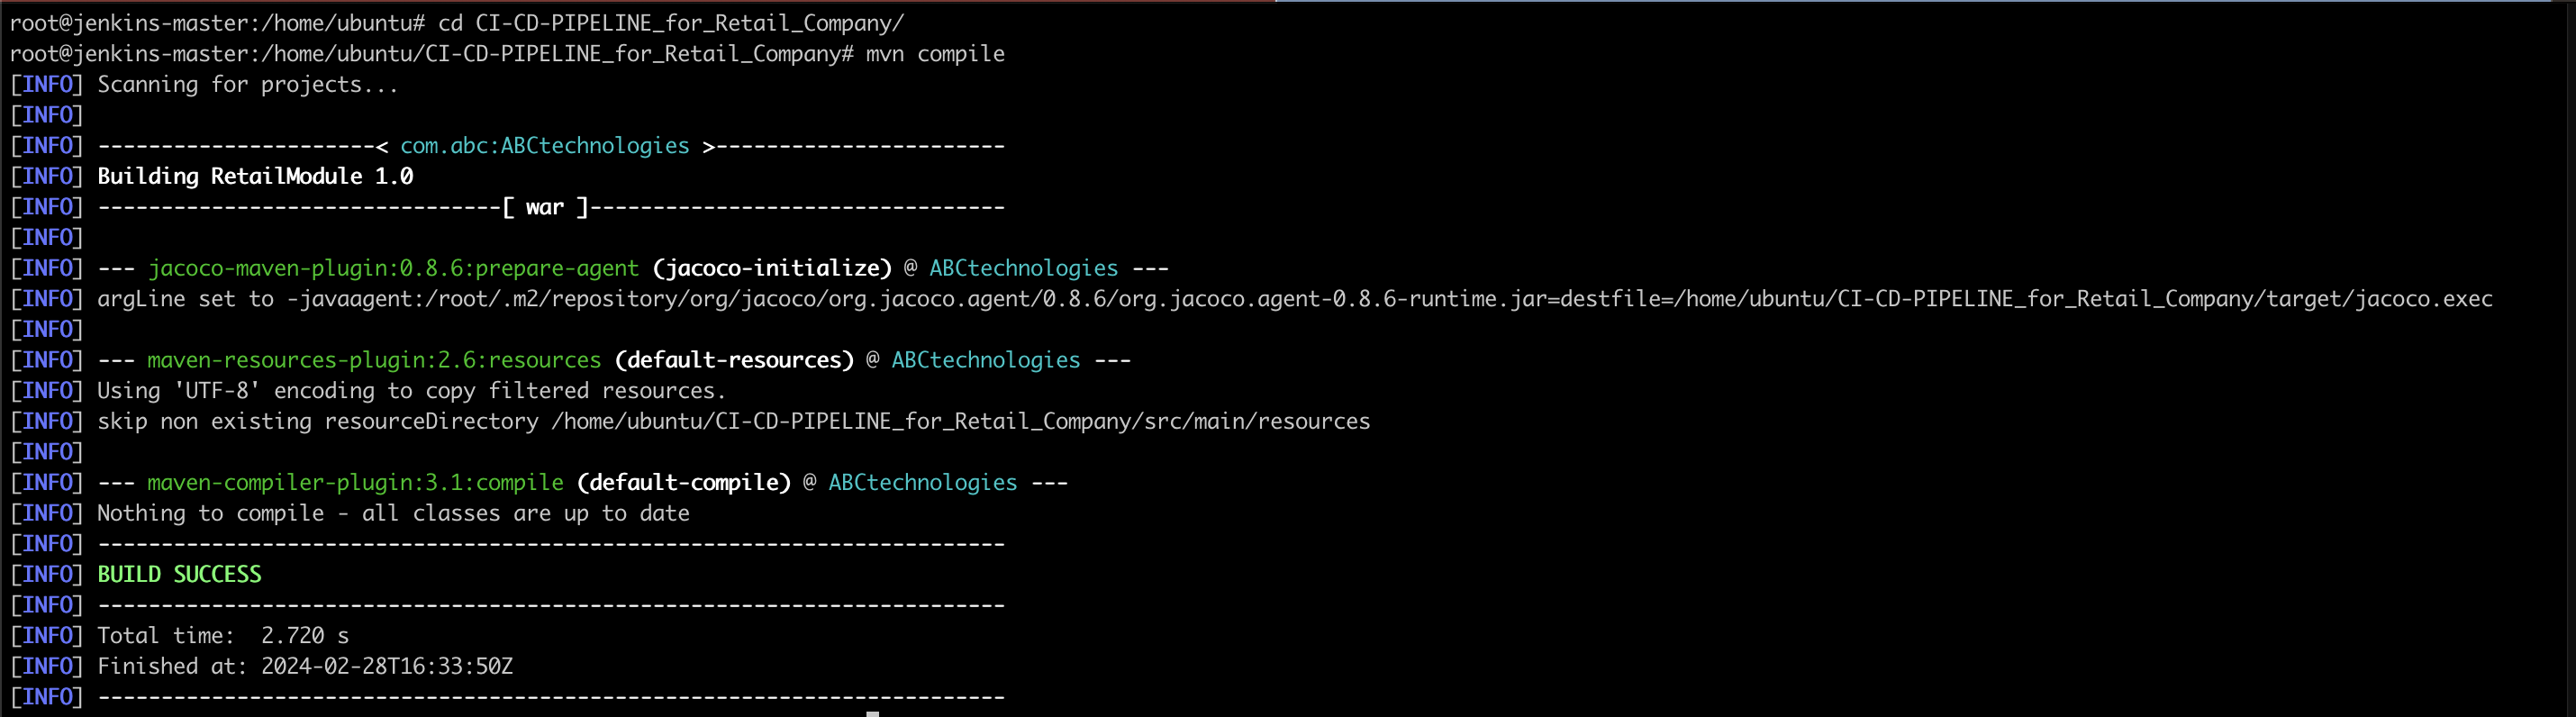 root@jenkins-master:/home/ubuntu# cd CI-CD-PIPELINE_for_Retail_Company/
root@jenkins-master:/home/ubuntu/CI-CD-PIPELINE_for_Retail_Company# mvn compile
[INFO] Scanning for projects...
[INFO]
[INFO] ----------------------< com.abc:ABCtechnologies >-----------------------
[INFO] Building RetailModule 1.0
[INFO] --------------------------------[ war ]---------------------------------
[INFO]
[INFO] --- jacoco-maven-plugin:0.8.6:prepare-agent (jacoco-initialize) @ ABCtechnologies ---
[INFO] argLine set to -javaagent:/root/.m2/repository/org/jacoco/org.jacoco.agent/0.8.6/org.jacoco.agent-0.8.6-runtime.jar=destfile=/home/ubuntu/CI-CD-PIPELINE_for_Retail_Company/target/jacoco.exec
[INFO]
[INFO] --- maven-resources-plugin:2.6:resources (default-resources) @ ABCtechnologies ---
[INFO] Using 'UTF-8' encoding to copy filtered resources.
[INFO] skip non existing resourceDirectory /home/ubuntu/CI-CD-PIPELINE_for_Retail_Company/src/main/resources
[INFO]
[INFO] --- maven-compiler-plugin:3.1:compile (default-compile) @ ABCtechnologies ---
[INFO] Nothing to compile - all classes are up to date
[INFO] ------------------------------------------------------------------------
[INFO] BUILD SUCCESS
[INFO] ------------------------------------------------------------------------
[INFO] Total time:  2.720 s
[INFO] Finished at: 2024-02-28T16:33:50Z
[INFO] ------------------------------------------------------------------------